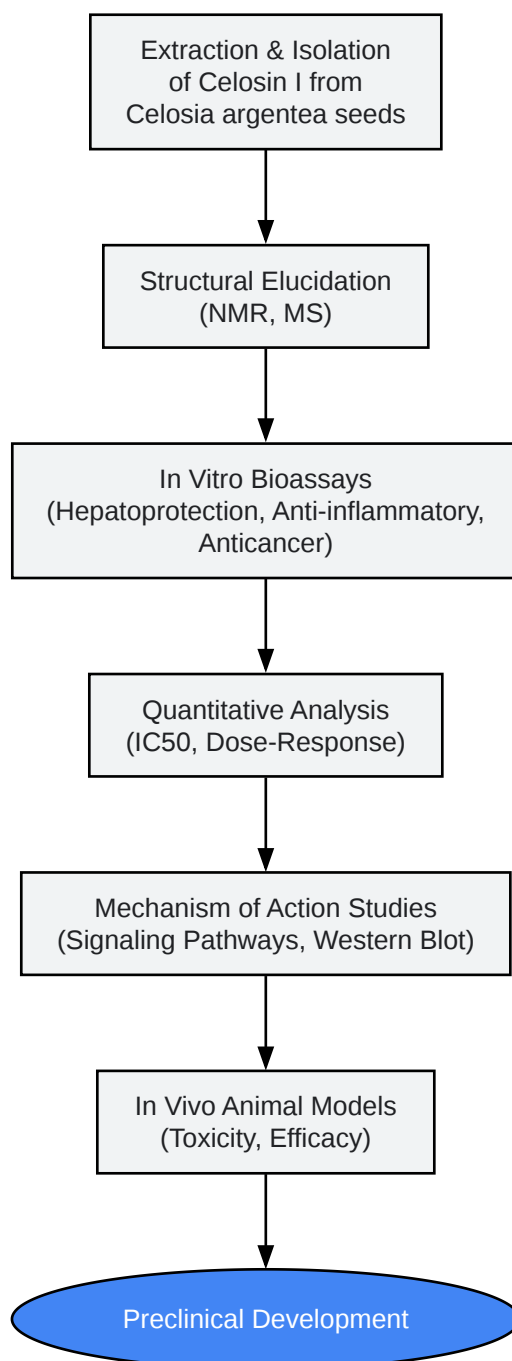 Extraction & Isolation
of Celosin I from
Celosia argentea seeds
Structural Elucidation
(NMR, MS)
In Vitro Bioassays
(Hepatoprotection, Anti-inflammatory,
Anticancer)
Quantitative Analysis
(IC50, Dose-Response)
Mechanism of Action Studies
(Signaling Pathways, Western Blot)
In Vivo Animal Models
(Toxicity, Efficacy)
Preclinical Development